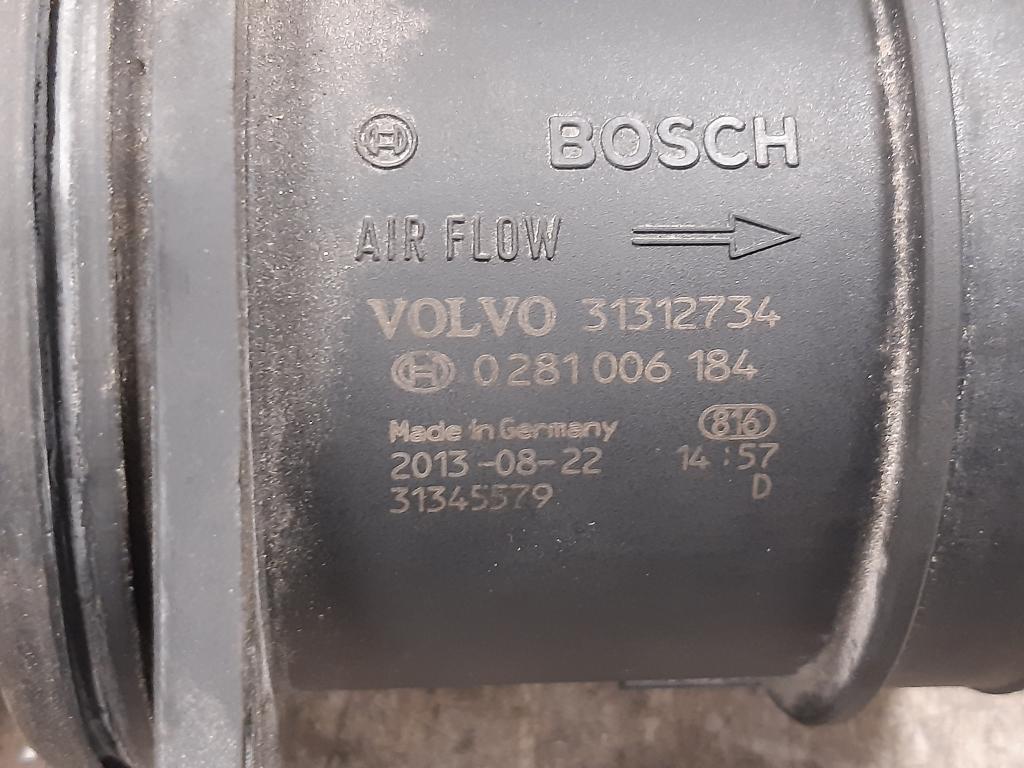 BOSCH
AIR FLOW
VOLVO 31312734
0 281 006 184
Made in Germany 816
2013-08-22 14:57
31345579 D